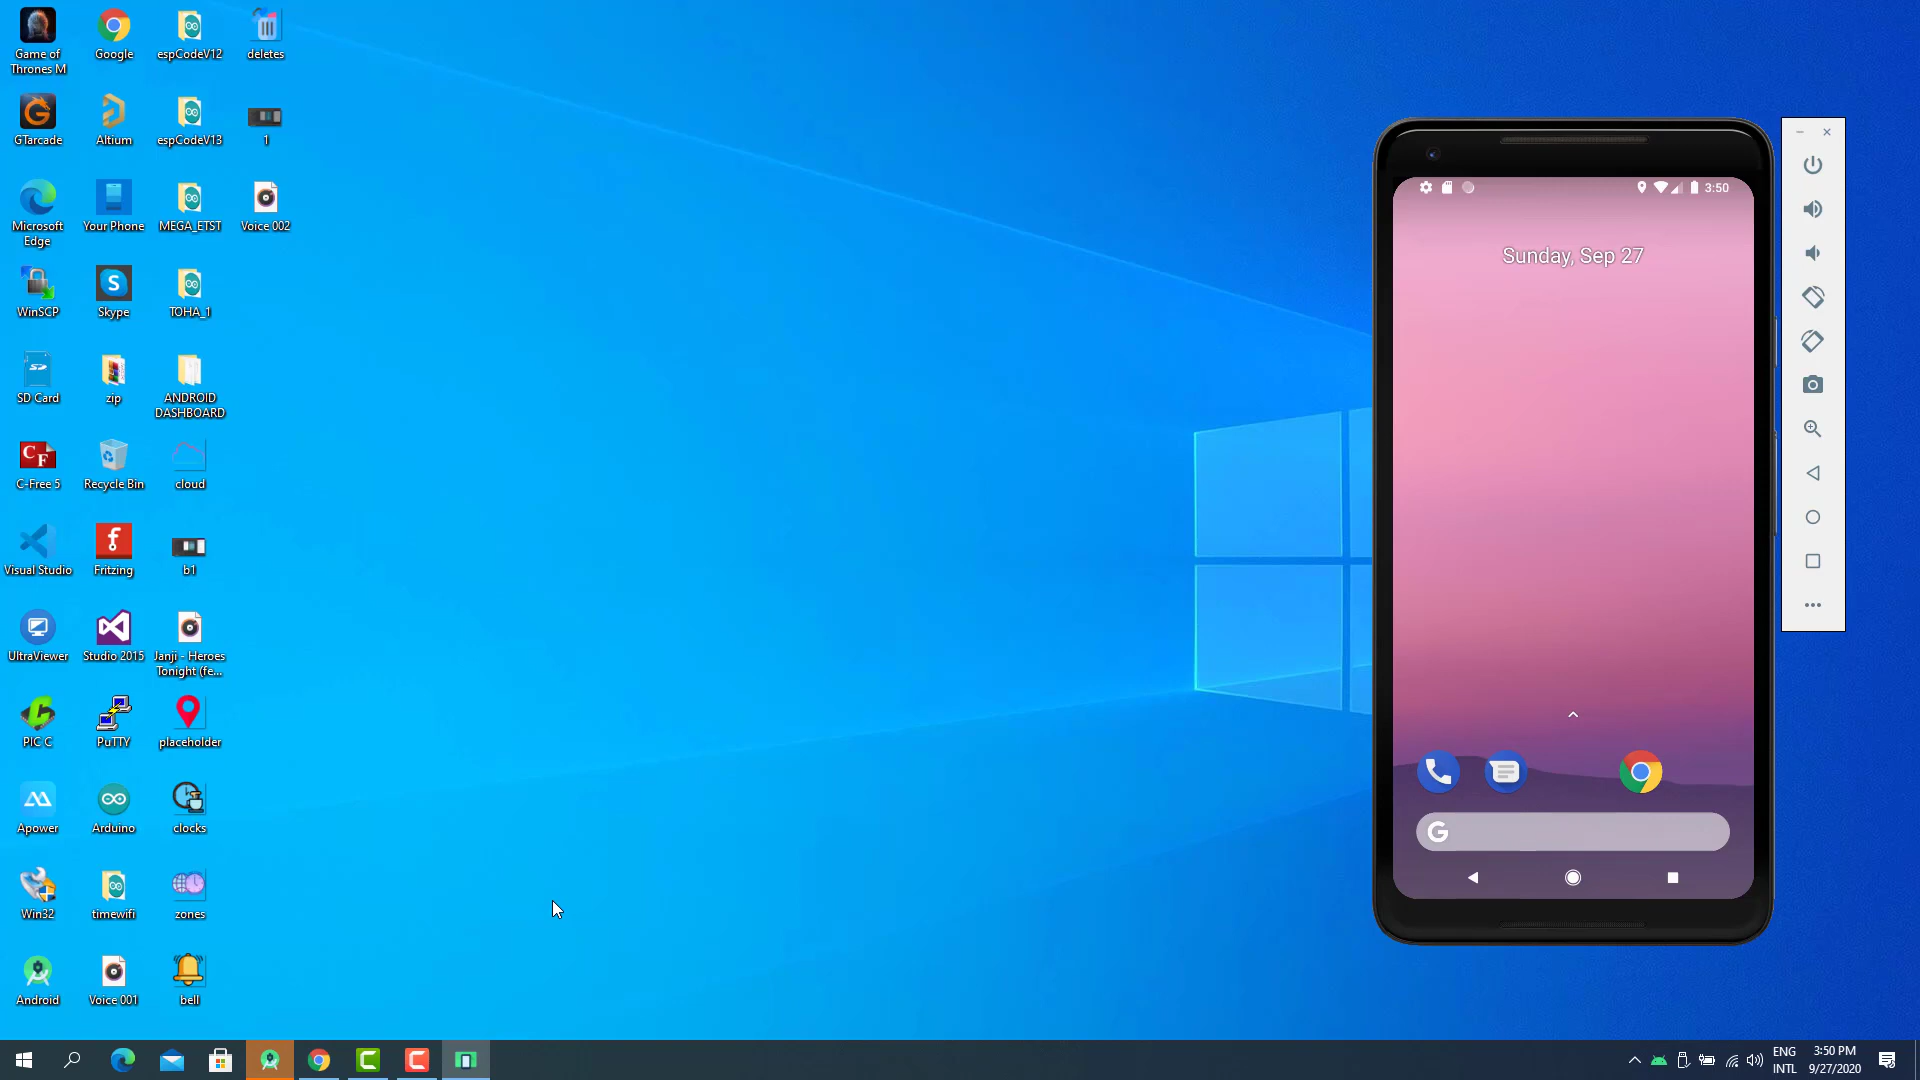 Game of
Thrones M
Google
espCodeV12
deletes
GTarcade
Altium
espCodeV13
1
Microsoft
Edge
Your Phone
MEGA_ETST
Voice 002
WinSCP
Skype
TOHA_1
SD Card
zip
ANDROID
DASHBOARD
C-Free 5
Recycle Bin
cloud
Visual Studio
Fritzing
b1
UltraViewer
Studio 2015
Janji - Heroes
Tonight (fe...
PIC C
PuTTY
placeholder
Apower
Arduino
clocks
Win32
timewifi
zones
Android
Voice 001
bell
3:50
Sunday, Sep 27
ENG
INTL
3:50 PM
9/27/2020